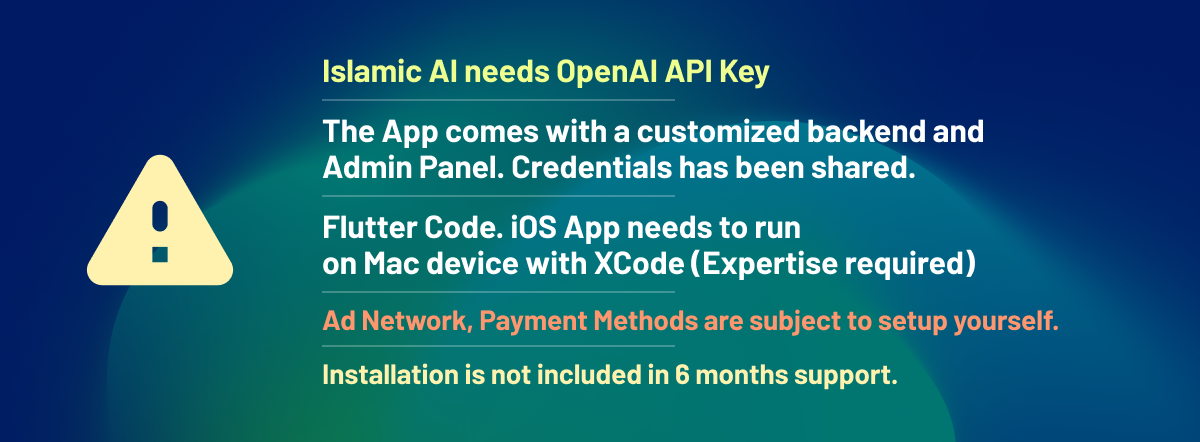 Islamic AI needs OpenAI API Key
The App comes with a customized backend and
Admin Panel. Credentials has been shared.
Flutter Code. iOS App needs to run
on Mac device with XCode (Expertise required)
Ad Network, Payment Methods are subject to setup yourself.
Installation is not included in 6 months support.